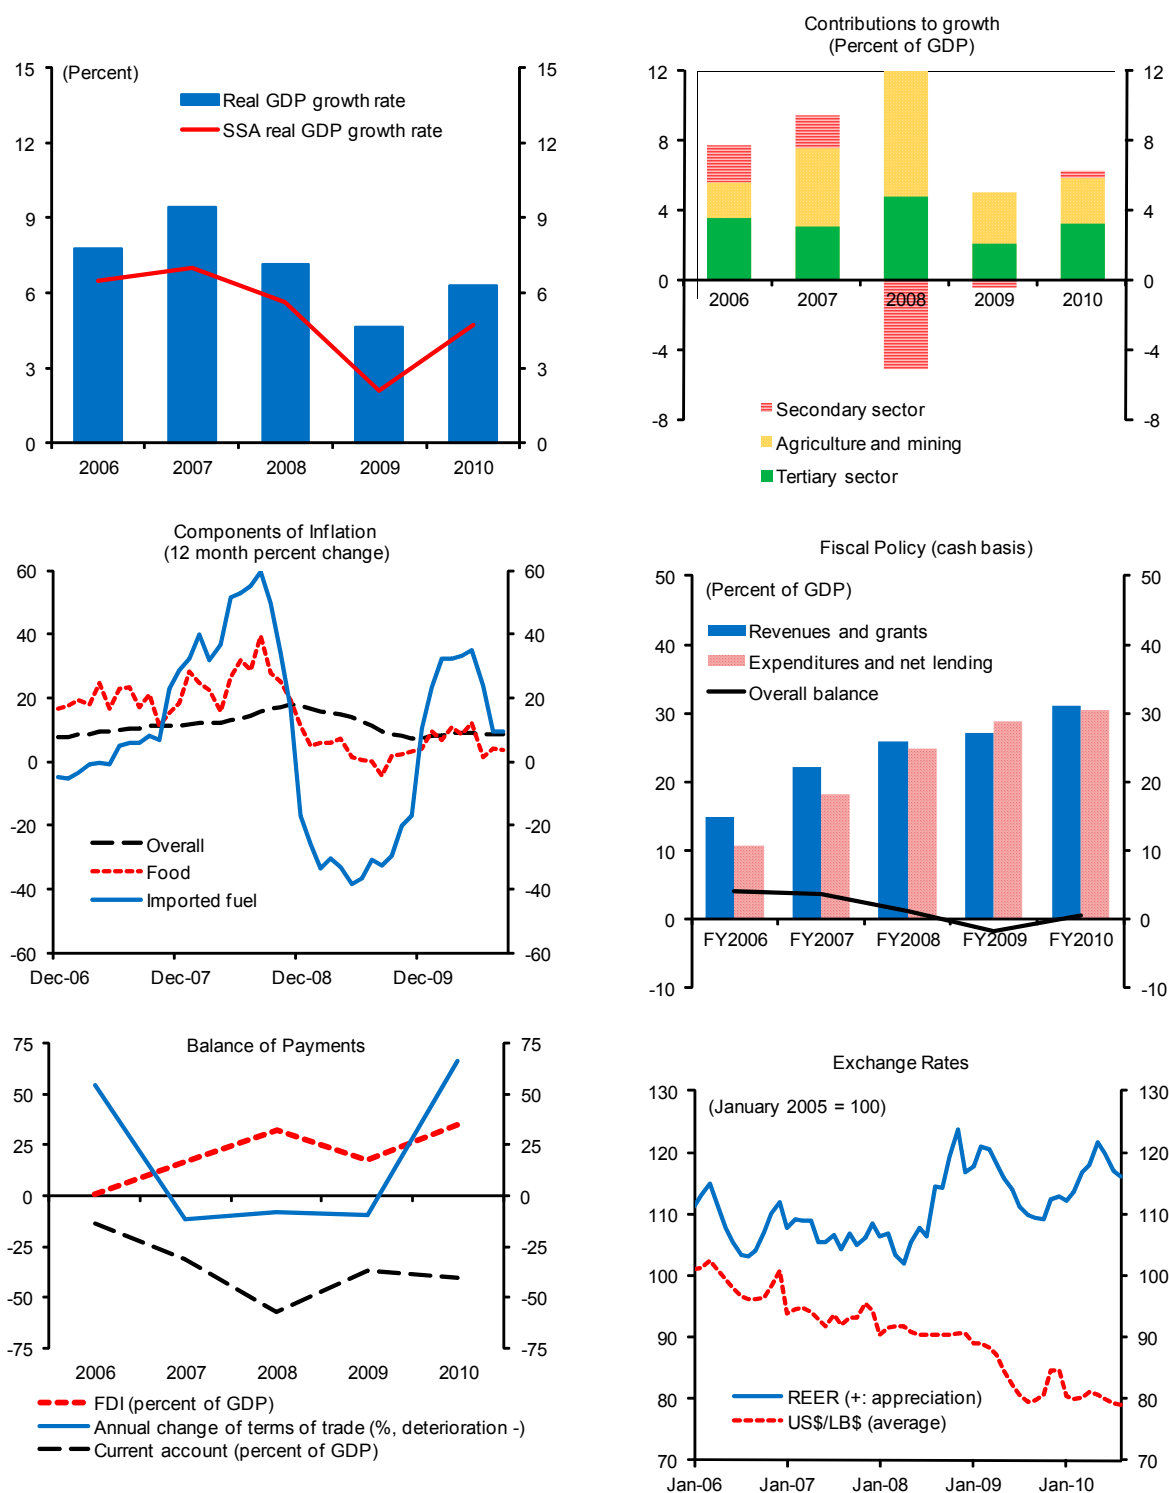 (Percent)
Real GDP growth rate
SSA real GDP growth rate
15 15
12 12
9 9
6 6
3 3
0 0
2006 2007 2008 2009 2010
Contributions to growth
(Percent of GDP)
12 12
8 8
4 4
0 0
2006 2007 2008 2009 2010
-4 -4
-8 -8
Secondary sector
Agriculture and mining
Tertiary sector
Components of Inflation
(12 month percent change)
60 60
40 40
20 20
0 0
-20 -20
Overall
Food
-40 -40
Imported fuel
-60 -60
Dec-06 Dec-07 Dec-08 Dec-09
Fiscal Policy (cash basis)
50 50
(Percent of GDP)
Revenues and grants
40 40
Expenditures and net lending
Overall balance
30 30
20 20
10 10
0 0
FY2006 FY2007 FY2008 FY2009 FY2010
-10 -10
Balance of Payments
75 75
50 50
25 25
0 0
-25 -25
-50 -50
-75 -75
2006 2007 2008 2009 2010
FDI (percent of GDP)
Annual change of terms of trade (%, deterioration -)
Current account (percent of GDP)
Exchange Rates
130 130
(January 2005 = 100)
120 120
110 110
100 100
90 90
80 80
REER (+: appreciation)
US$/LB$ (average)
70 70
Jan-06 Jan-07 Jan-08 Jan-09 Jan-10